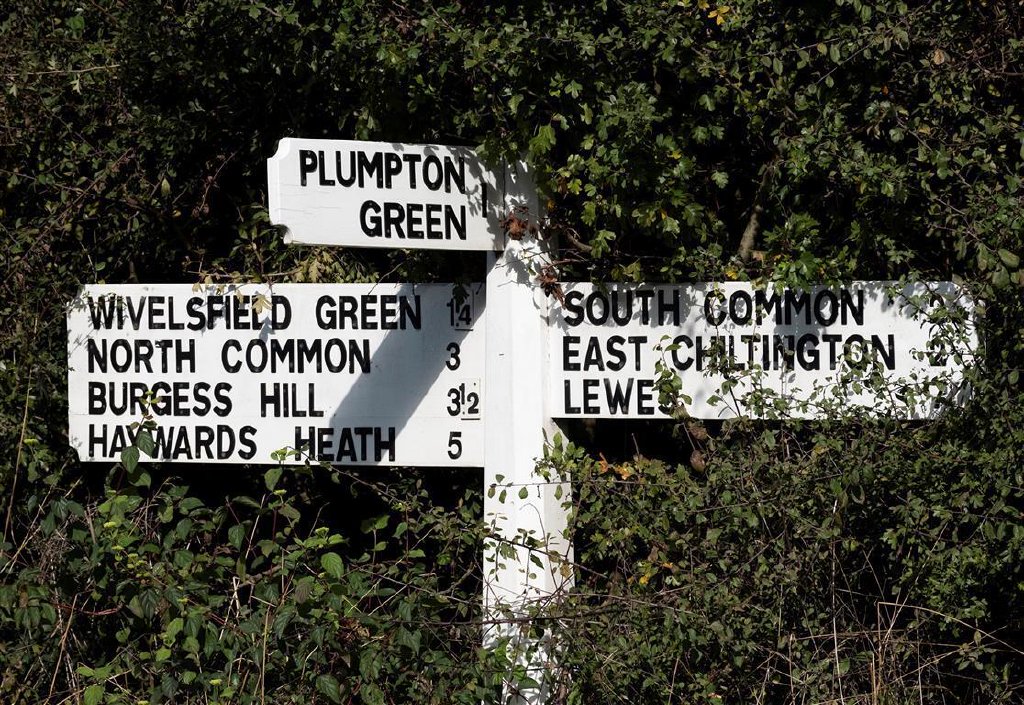 PLUMPTON 1
GREEN
WIVELSFIELD GREEN 1¼
NORTH COMMON 3
BURGESS HILL 3½
HAYWARDS HEATH 5
SOUTH COMMON
EAST CHILTINGTON 2
LEWES